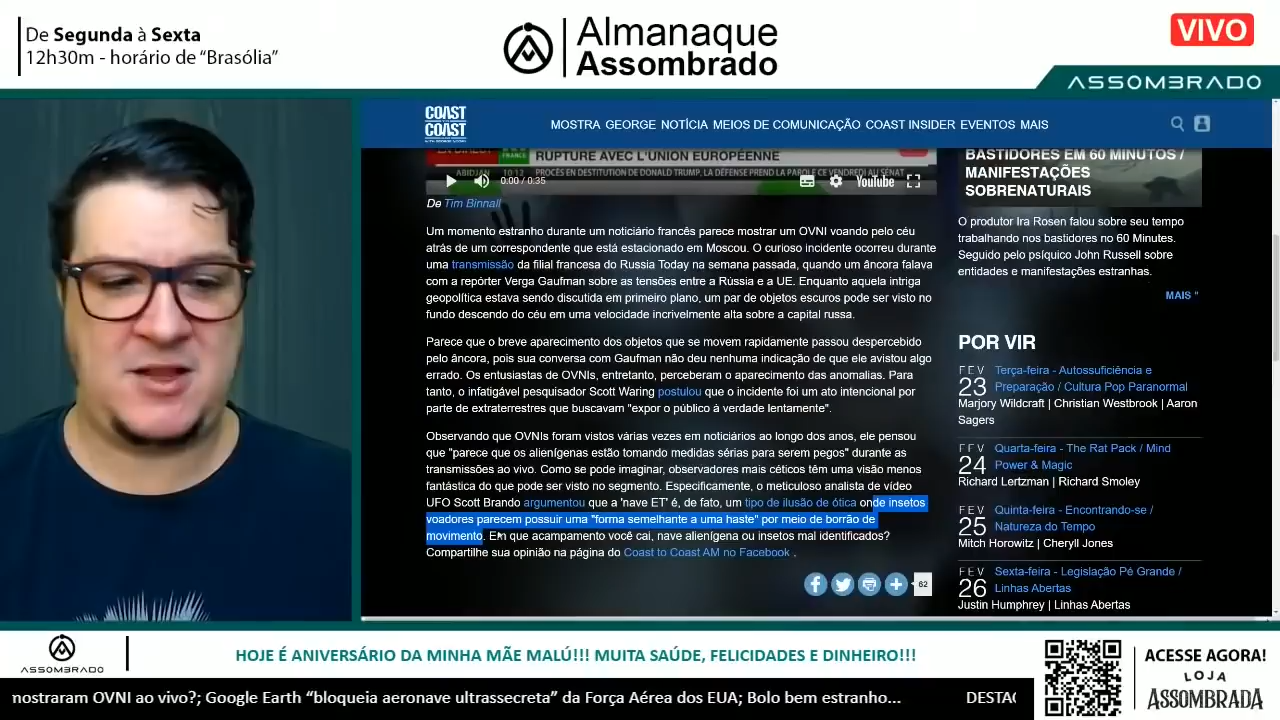 De Segunda à Sexta
12h30m - horário de “Brasólia”
Almanaque
Assombrado
VIVO
ASSOMBRADO
COAST
COAST
MOSTRA GEORGE NOTÍCIA MEIOS DE COMUNICAÇÃO COAST INSIDER EVENTOS MAIS
FRANCE
RUPTURE AVEC L'UNION EUROPÉENNE
ABIDJAN 10:12 PROCÈS EN DESTITUTION DE DONALD TRUMP, LA DÉFENSE PREND LA PAROLE CE VENDREDI AU SÉNAT
0:00 / 0:35
YouTube
De Tim Binnall
Um momento estranho durante um noticiário francês parece mostrar um OVNI voando pelo céu
atrás de um correspondente que está estacionado em Moscou. O curioso incidente ocorreu durante
uma transmissão da filial francesa do Russia Today na semana passada, quando um âncora falava
com a repórter Verga Gaufman sobre as tensões entre a Rússia e a UE. Enquanto aquela intriga
geopolítica estava sendo discutida em primeiro plano, um par de objetos escuros pode ser visto no
fundo descendo do céu em uma velocidade incrivelmente alta sobre a capital russa.
Parece que o breve aparecimento dos objetos que se movem rapidamente passou despercebido
pelo âncora, pois sua conversa com Gaufman não deu nenhuma indicação de que ele avistou algo
errado. Os entusiastas de OVNIs, entretanto, perceberam o aparecimento das anomalias. Para
tanto, o infatigável pesquisador Scott Waring postulou que o incidente foi um ato intencional por
parte de extraterrestres que buscavam "expor o público à verdade lentamente".
Observando que OVNIs foram vistos várias vezes em noticiários ao longo dos anos, ele pensou
que "parece que os alienígenas estão tomando medidas sérias para serem pegos" durante as
transmissões ao vivo. Como se pode imaginar, observadores mais céticos têm uma visão menos
fantástica do que pode ser visto no segmento. Especificamente, o meticuloso analista de vídeo
UFO Scott Brando argumentou que a 'nave ET' é, de fato, um tipo de ilusão de ótica onde insetos
voadores parecem possuir uma "forma semelhante a uma haste" por meio de borrão de
movimento. Em que acampamento você cai, nave alienígena ou insetos mal identificados?
Compartilhe sua opinião na página do Coast to Coast AM no Facebook .
62
BASTIDORES EM 60 MINUTOS /
MANIFESTAÇÕES
SOBRENATURAIS
O produtor Ira Rosen falou sobre seu tempo
trabalhando nos bastidores no 60 Minutes.
Seguido pelo psíquico John Russell sobre
entidades e manifestações estranhas.
MAIS "
POR VIR
FEV
23
Terça-feira - Autossuficiência e
Preparação / Cultura Pop Paranormal
Marjory Wildcraft | Christian Westbrook | Aaron
Sagers
FEV
24
Quarta-feira - The Rat Pack / Mind
Power & Magic
Richard Lertzman | Richard Smoley
FEV
25
Quinta-feira - Encontrando-se /
Natureza do Tempo
Mitch Horowitz | Cheryll Jones
FEV
26
Sexta-feira - Legislação Pé Grande /
Linhas Abertas
Justin Humphrey | Linhas Abertas
ASSOMBRADO
HOJE É ANIVERSÁRIO DA MINHA MÃE MALÚ!!! MUITA SAÚDE, FELICIDADES E DINHEIRO!!!
ACESSE AGORA!
LOJA
ASSOMBRADA
mostraram OVNI ao vivo?; Google Earth “bloqueia aeronave ultrassecreta” da Força Aérea dos EUA; Bolo bem estranho... DESTAC